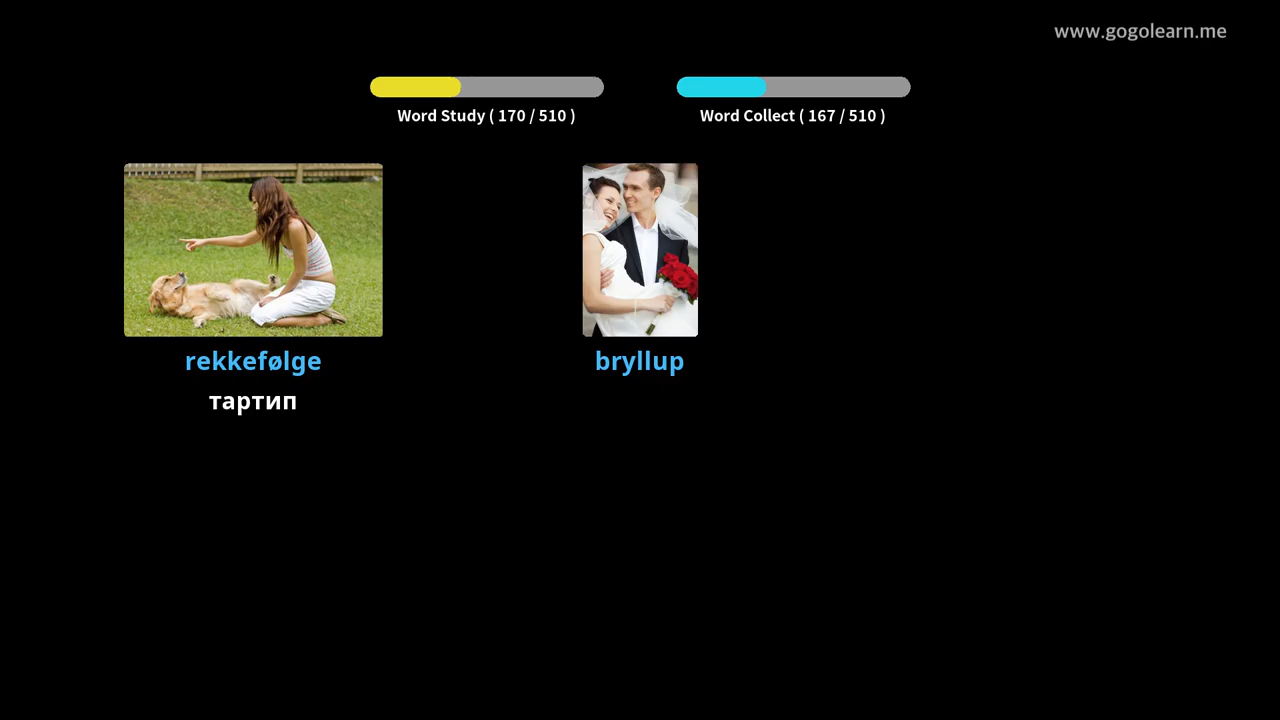 www.gogolearn.me
Word Study ( 170 / 510 )
Word Collect ( 167 / 510 )
rekkefølge
bryllup
тартип